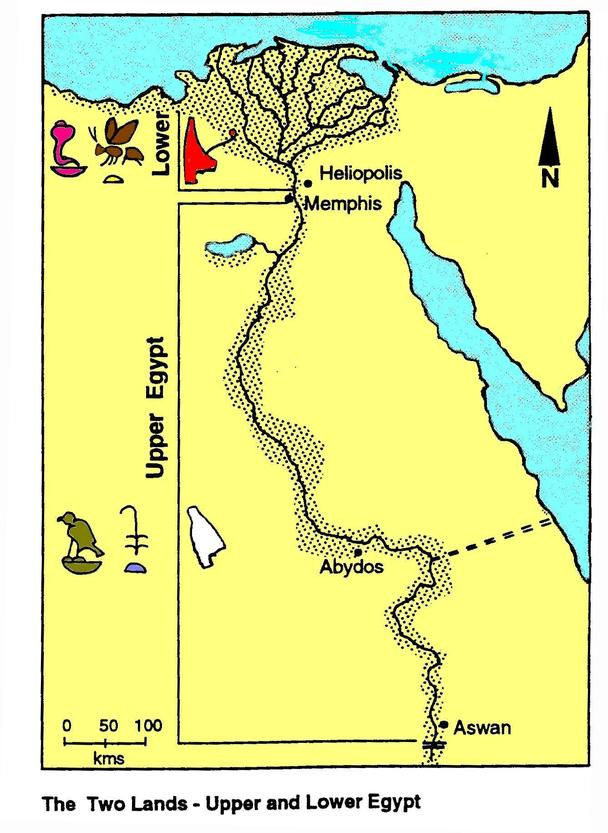 Lower
Heliopolis
N
Memphis
Upper Egypt
Abydos
0 50 100
kms
Aswan
The Two Lands - Upper and Lower Egypt